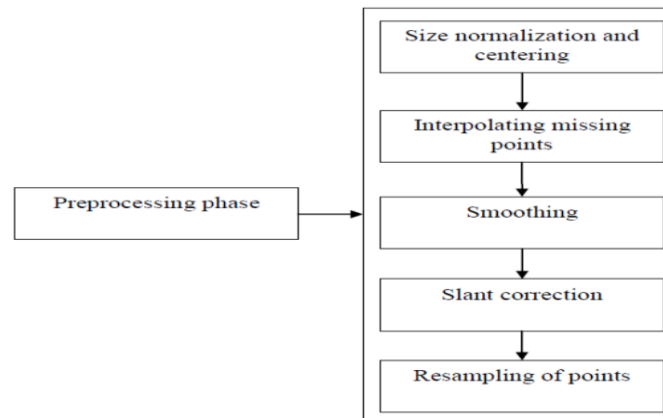 Preprocessing phase
Size normalization and
centering
Interpolating missing
points
Smoothing
Slant correction
Resampling of points